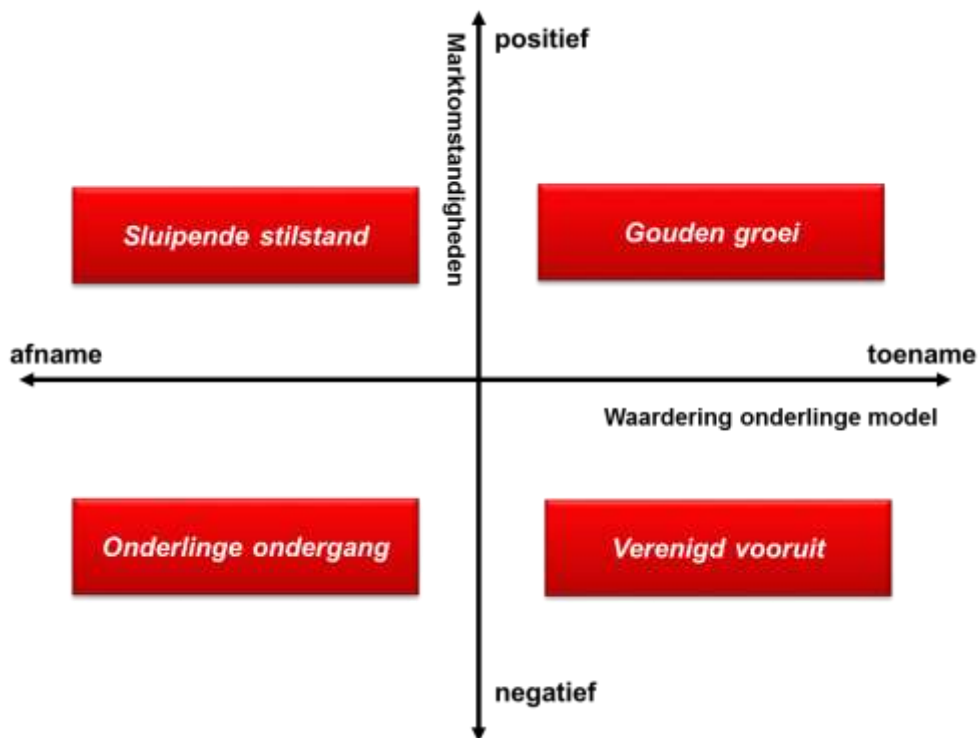 positief
Marktomstandigheden
Sluipende stilstand
Gouden groei
afname
toename
Waardering onderlinge model
Onderlinge ondergang
Verenigd vooruit
negatief